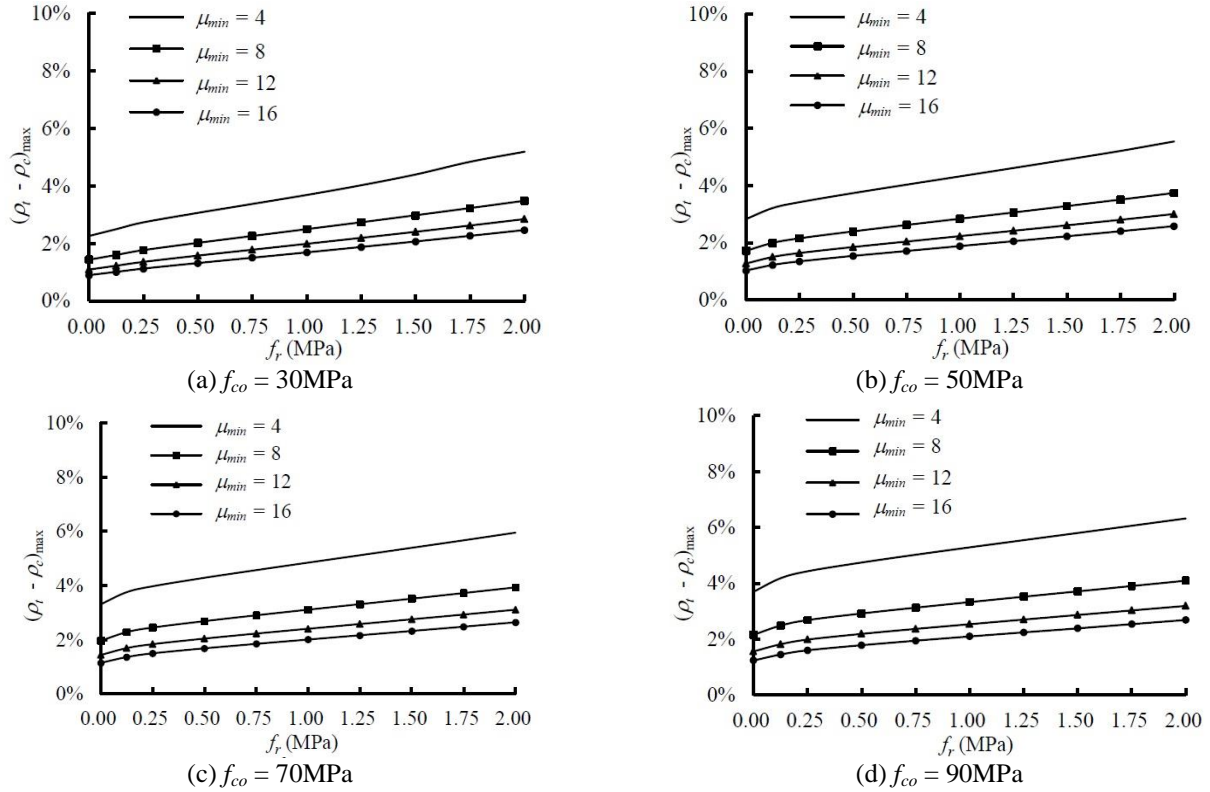 10%
8%
6%
4%
2%
0%
(ρt - ρc)max
μmin = 4
μmin = 8
μmin = 12
μmin = 16
0.00 0.25 0.50 0.75 1.00 1.25 1.50 1.75 2.00
fr (MPa)
(a) fco = 30MPa
10%
8%
6%
4%
2%
0%
(ρt - ρc)max
μmin = 4
μmin = 8
μmin = 12
μmin = 16
0.00 0.25 0.50 0.75 1.00 1.25 1.50 1.75 2.00
fr (MPa)
(b) fco = 50MPa
10%
8%
6%
4%
2%
0%
(ρt - ρc)max
μmin = 4
μmin = 8
μmin = 12
μmin = 16
0.00 0.25 0.50 0.75 1.00 1.25 1.50 1.75 2.00
fr (MPa)
(c) fco = 70MPa
10%
8%
6%
4%
2%
0%
(ρt - ρc)max
μmin = 4
μmin = 8
μmin = 12
μmin = 16
0.00 0.25 0.50 0.75 1.00 1.25 1.50 1.75 2.00
fr (MPa)
(d) fco = 90MPa